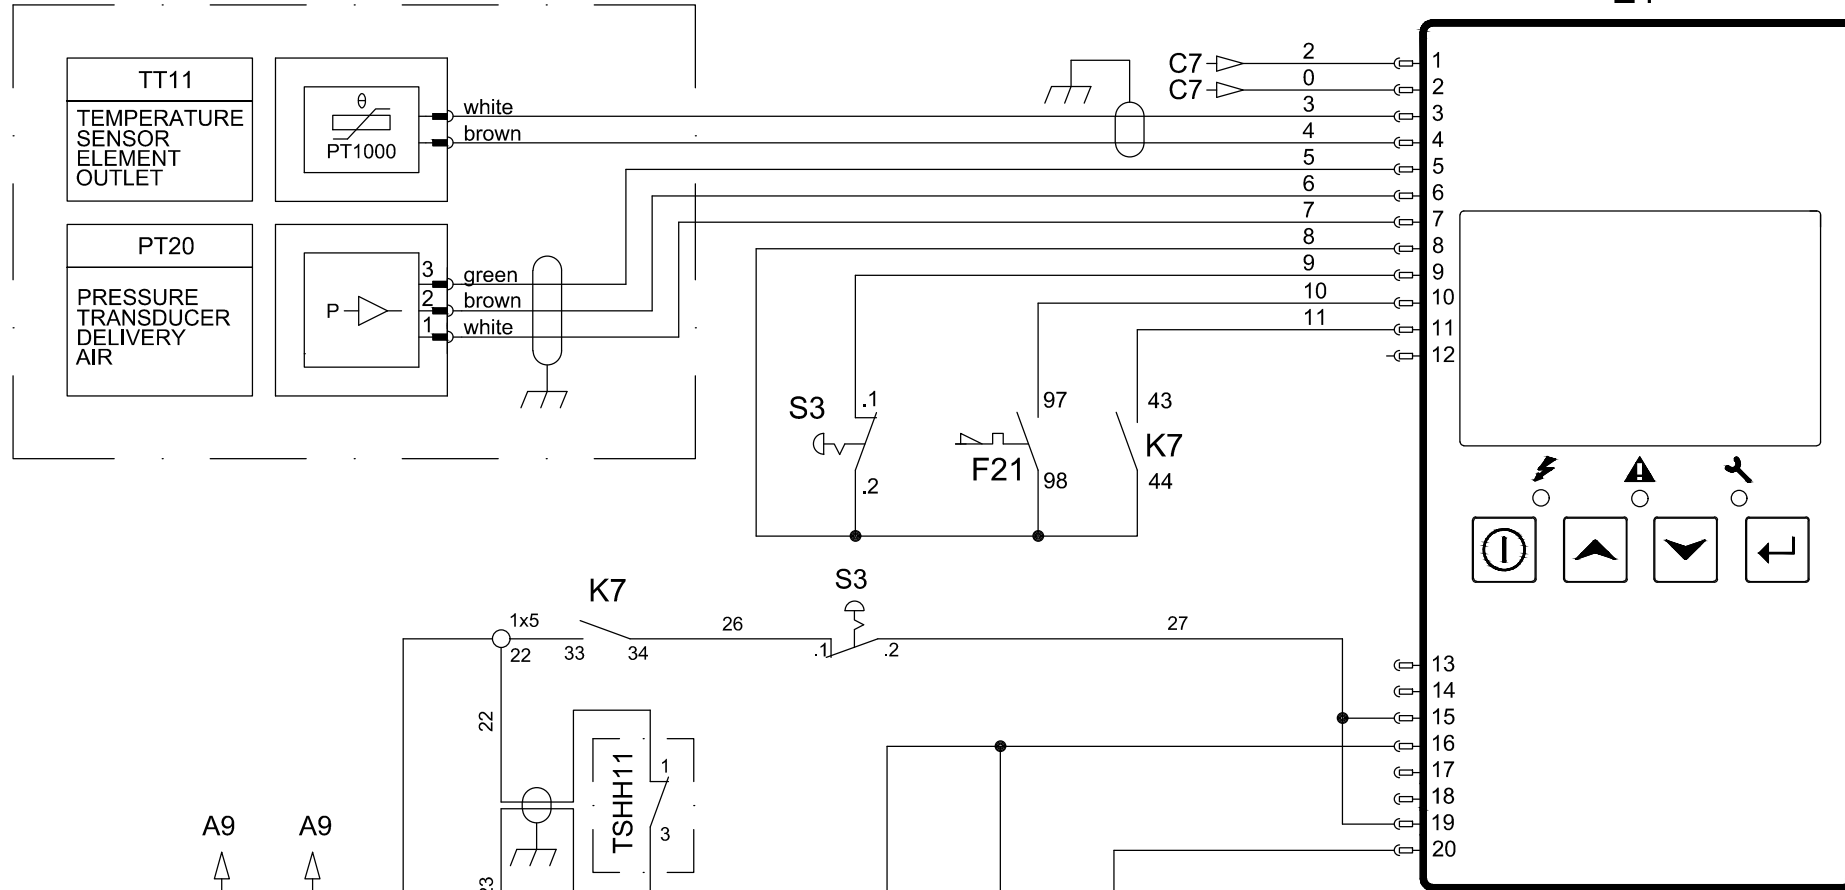 TT11
TEMPERATURE
SENSOR
ELEMENT
OUTLET
θ
PT1000
white
brown
PT20
PRESSURE
TRANSDUCER
DELIVERY
AIR
P
3 green
2 brown
1 white
C7 2 1
C7 0 2
3 3
4 4
5 5
6 6
7 7
8 8
9 9
10 10
11 11
12
S3
.1
.2
97
F21
98
43
K7
44
K7
1x5
22
33
34
26
S3
.1
.2
27
13
14
15
16
17
18
19
20
22
TSHH11
1
3
A9
A9